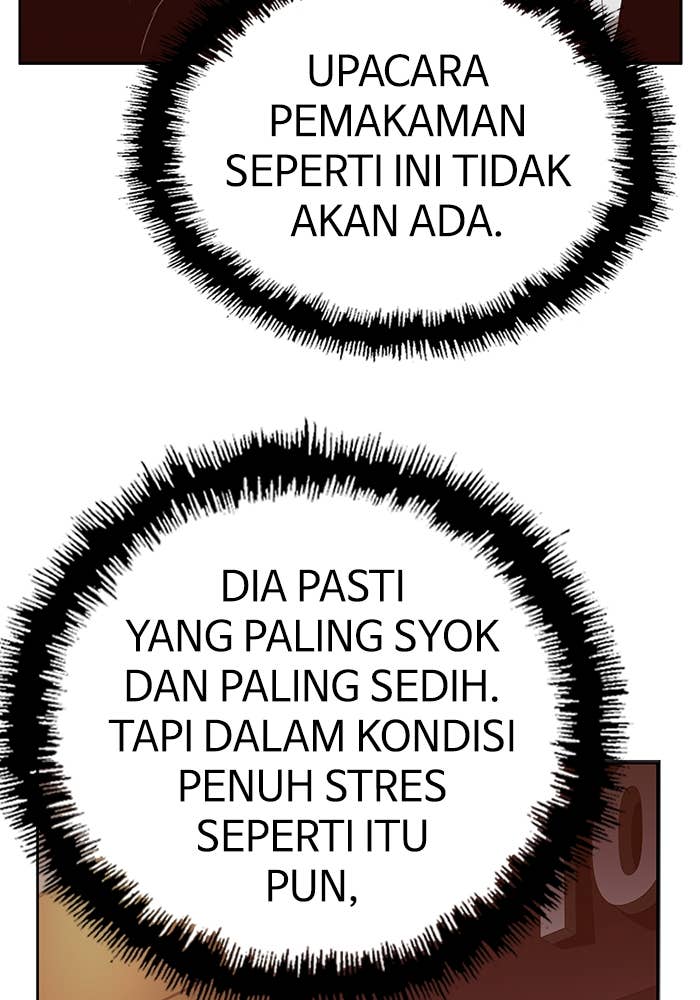 UPACARA
PEMAKAMAN
SEPERTI INI TIDAK
AKAN ADA.
DIA PASTI
YANG PALING SYOK
DAN PALING SEDIH.
TAPI DALAM KONDISI
PENUH STRES
SEPERTI ITU
PUN,